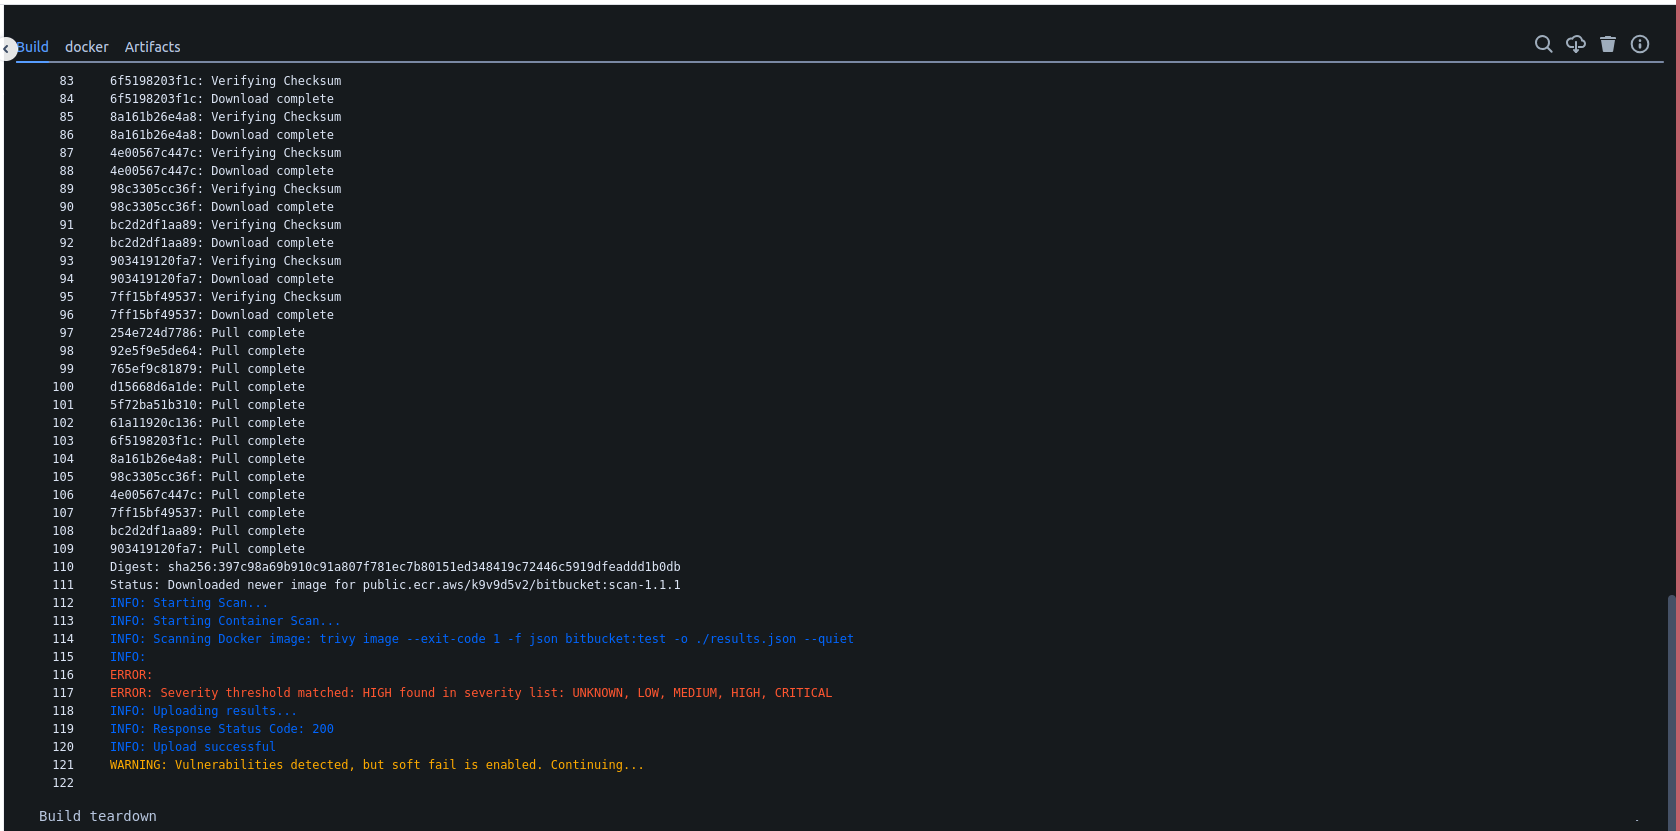 Build docker Artifacts
83 6f5198203f1c: Verifying Checksum
84 6f5198203f1c: Download complete
85 8a161b26e4a8: Verifying Checksum
86 8a161b26e4a8: Download complete
87 4e00567c447c: Verifying Checksum
88 4e00567c447c: Download complete
89 98c3305cc36f: Verifying Checksum
90 98c3305cc36f: Download complete
91 bc2d2df1aa89: Verifying Checksum
92 bc2d2df1aa89: Download complete
93 903419120fa7: Verifying Checksum
94 903419120fa7: Download complete
95 7ff15bf49537: Verifying Checksum
96 7ff15bf49537: Download complete
97 254e724d7786: Pull complete
98 92e5f9e5de64: Pull complete
99 765ef9c81879: Pull complete
100 d15668d6a1de: Pull complete
101 5f72ba51b310: Pull complete
102 61a11920c136: Pull complete
103 6f5198203f1c: Pull complete
104 8a161b26e4a8: Pull complete
105 98c3305cc36f: Pull complete
106 4e00567c447c: Pull complete
107 7ff15bf49537: Pull complete
108 bc2d2df1aa89: Pull complete
109 903419120fa7: Pull complete
110 Digest: sha256:397c98a69b910c91a807f781ec7b80151ed348419c72446c5919dfeaddd1b0db
111 Status: Downloaded newer image for public.ecr.aws/k9v9d5v2/bitbucket:scan-1.1.1
112 INFO: Starting Scan...
113 INFO: Starting Container Scan...
114 INFO: Scanning Docker image: trivy image --exit-code 1 -f json bitbucket:test -o ./results.json --quiet
115 INFO:
116 ERROR:
117 ERROR: Severity threshold matched: HIGH found in severity list: UNKNOWN, LOW, MEDIUM, HIGH, CRITICAL
118 INFO: Uploading results...
119 INFO: Response Status Code: 200
120 INFO: Upload successful
121 WARNING: Vulnerabilities detected, but soft fail is enabled. Continuing...
122
Build teardown